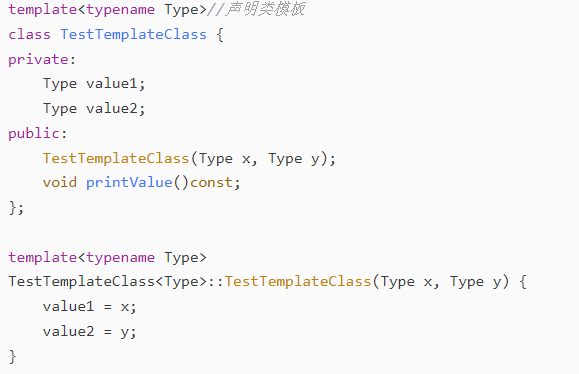 template<typename Type>//声明类模板
class TestTemplateClass {
private:
    Type value1;
    Type value2;
public:
    TestTemplateClass(Type x, Type y);
    void printValue()const;
};

template<typename Type>
TestTemplateClass<Type>::TestTemplateClass(Type x, Type y) {
    value1 = x;
    value2 = y;
}